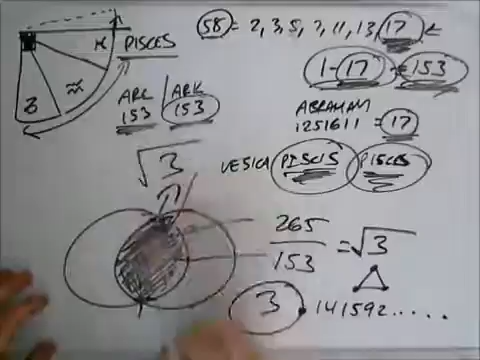 58 = 2, 3, 5, 7, 11, 13, 17
PISCES
1-17 = 153
ARC ARK
153 153
ABRAHAM
1251611 = 17
√3
VESICA PISCIS PISCES
265
153
= √3
3.141592.....